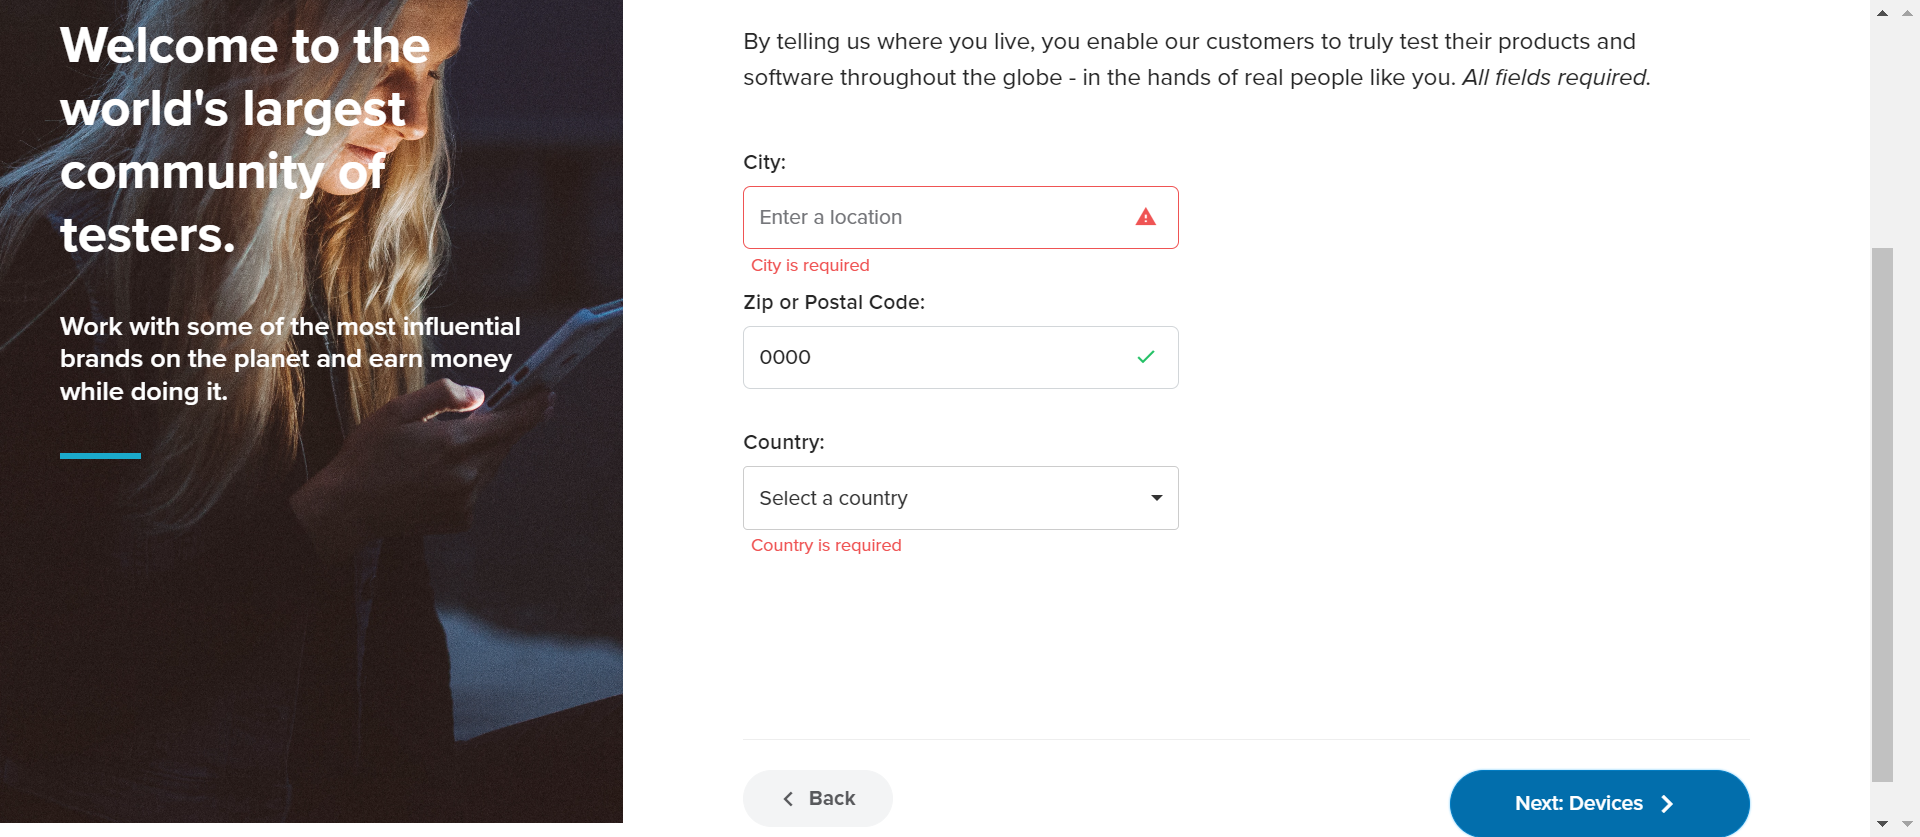 Welcome to the
world's largest
community of
testers.
Work with some of the most influential
brands on the planet and earn money
while doing it.
By telling us where you live, you enable our customers to truly test their products and
software throughout the globe - in the hands of real people like you. All fields required.
City:
Enter a location
City is required
Zip or Postal Code:
0000
Country:
Select a country
Country is required
Back
Next: Devices